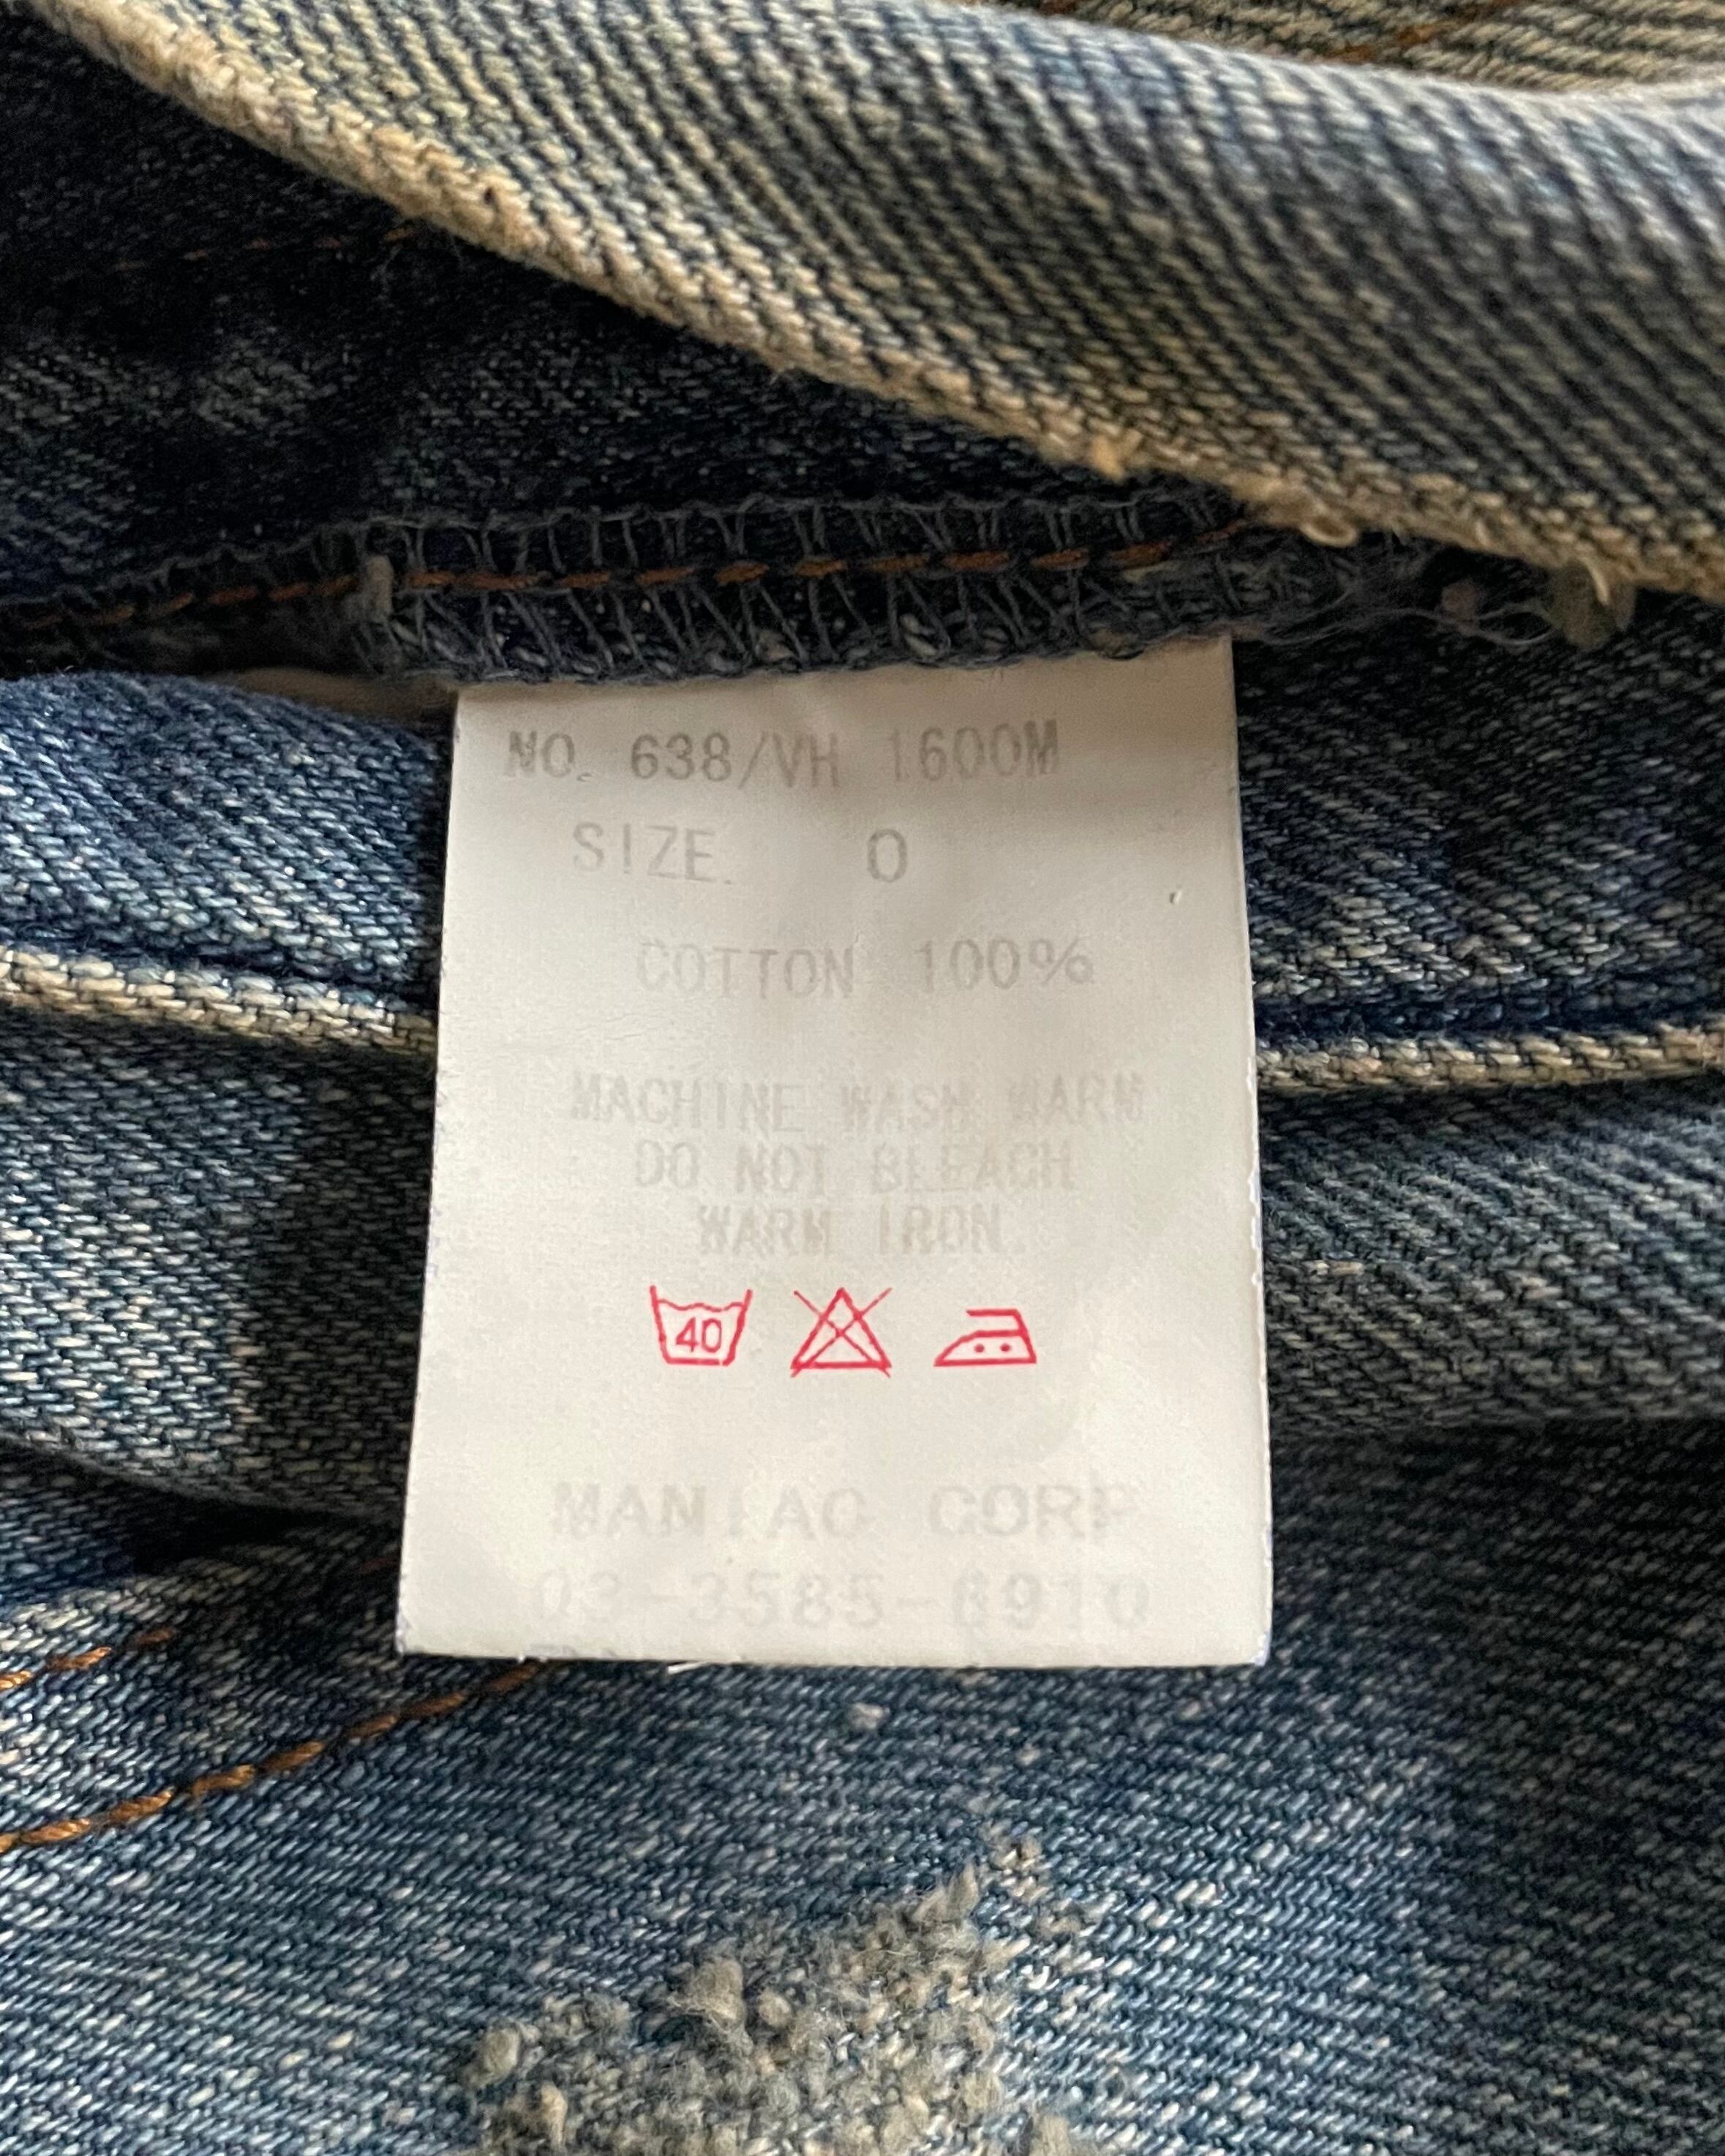 NO. 638/VH 1600M
SIZE. 0
COTTON 100%
MACHINE WASH WARM
DO NOT BLEACH
WARM IRON.
40
MANIAC CORP
03-3585-6910